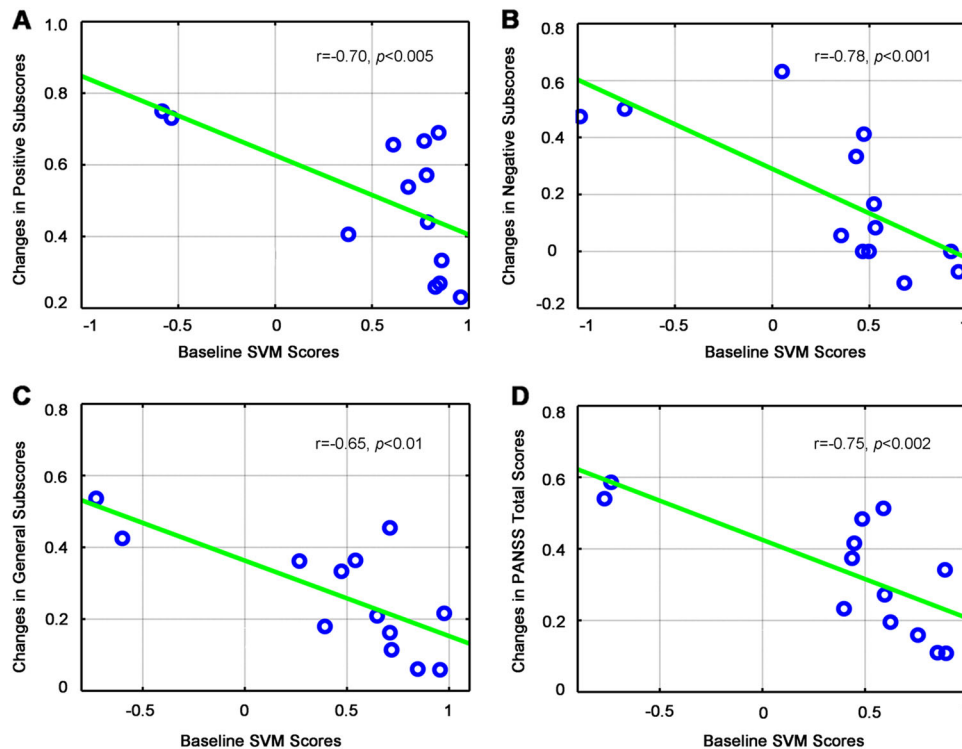 A
r=-0.70, p<0.005
Changes in Positive Subscores
1.0
0.8
0.6
0.4
0.2
-1
-0.5
0
0.5
1
Baseline SVM Scores
B
r=-0.78, p<0.001
Changes in Negative Subscores
0.8
0.6
0.4
0.2
0
-0.2
-1
-0.5
0
0.5
1
Baseline SVM Scores
C
r=-0.65, p<0.01
Changes in General Subscores
0.8
0.6
0.4
0.2
0
-0.5
0
0.5
1
Baseline SVM Scores
D
r=-0.75, p<0.002
Changes in PANSS Total Scores
0.8
0.6
0.4
0.2
0
-0.5
0
0.5
1
Baseline SVM Scores